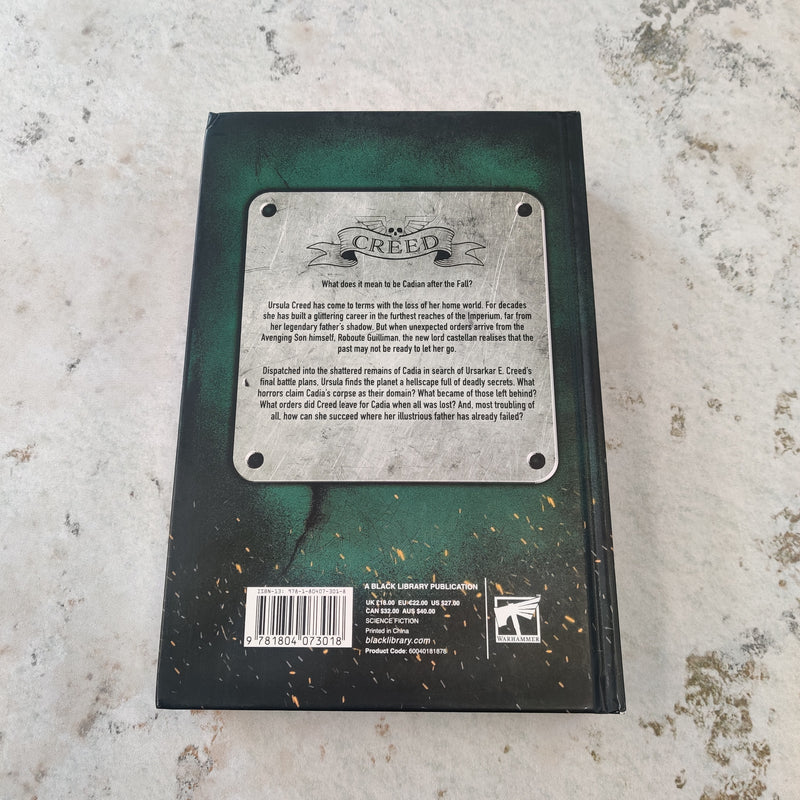 CREED
What does it mean to be Cadian after the Fall?
Ursula Creed has come to terms with the loss of her home world. For decades
she has built a glittering career in the furthest reaches of the Imperium, far from
her legendary father's shadow. But when unexpected orders arrive from the
Avenging Son himself, Roboute Guilliman, the new lord castellan realises that the
past may not be ready to let her go.
Dispatched into the shattered remains of Cadia in search of Ursarkar E. Creed's
final battle plans, Ursula finds the planet a hellscape full of deadly secrets. What
horrors claim Cadia's corpse as their domain? What became of those left behind?
What orders did Creed leave for Cadia when all was lost? And, most troubling of
all, how can she succeed where her illustrious father has already failed?
ISBN-13: 978-1-80407-301-8
9 781804 073018
A BLACK LIBRARY PUBLICATION
UK £18.00 EU-€22.00 US $27.00
CAN $32.00 AUS $40.00
SCIENCE FICTION
Printed in China
blacklibrary.com
Product Code: 60040181876
WARHAMMER